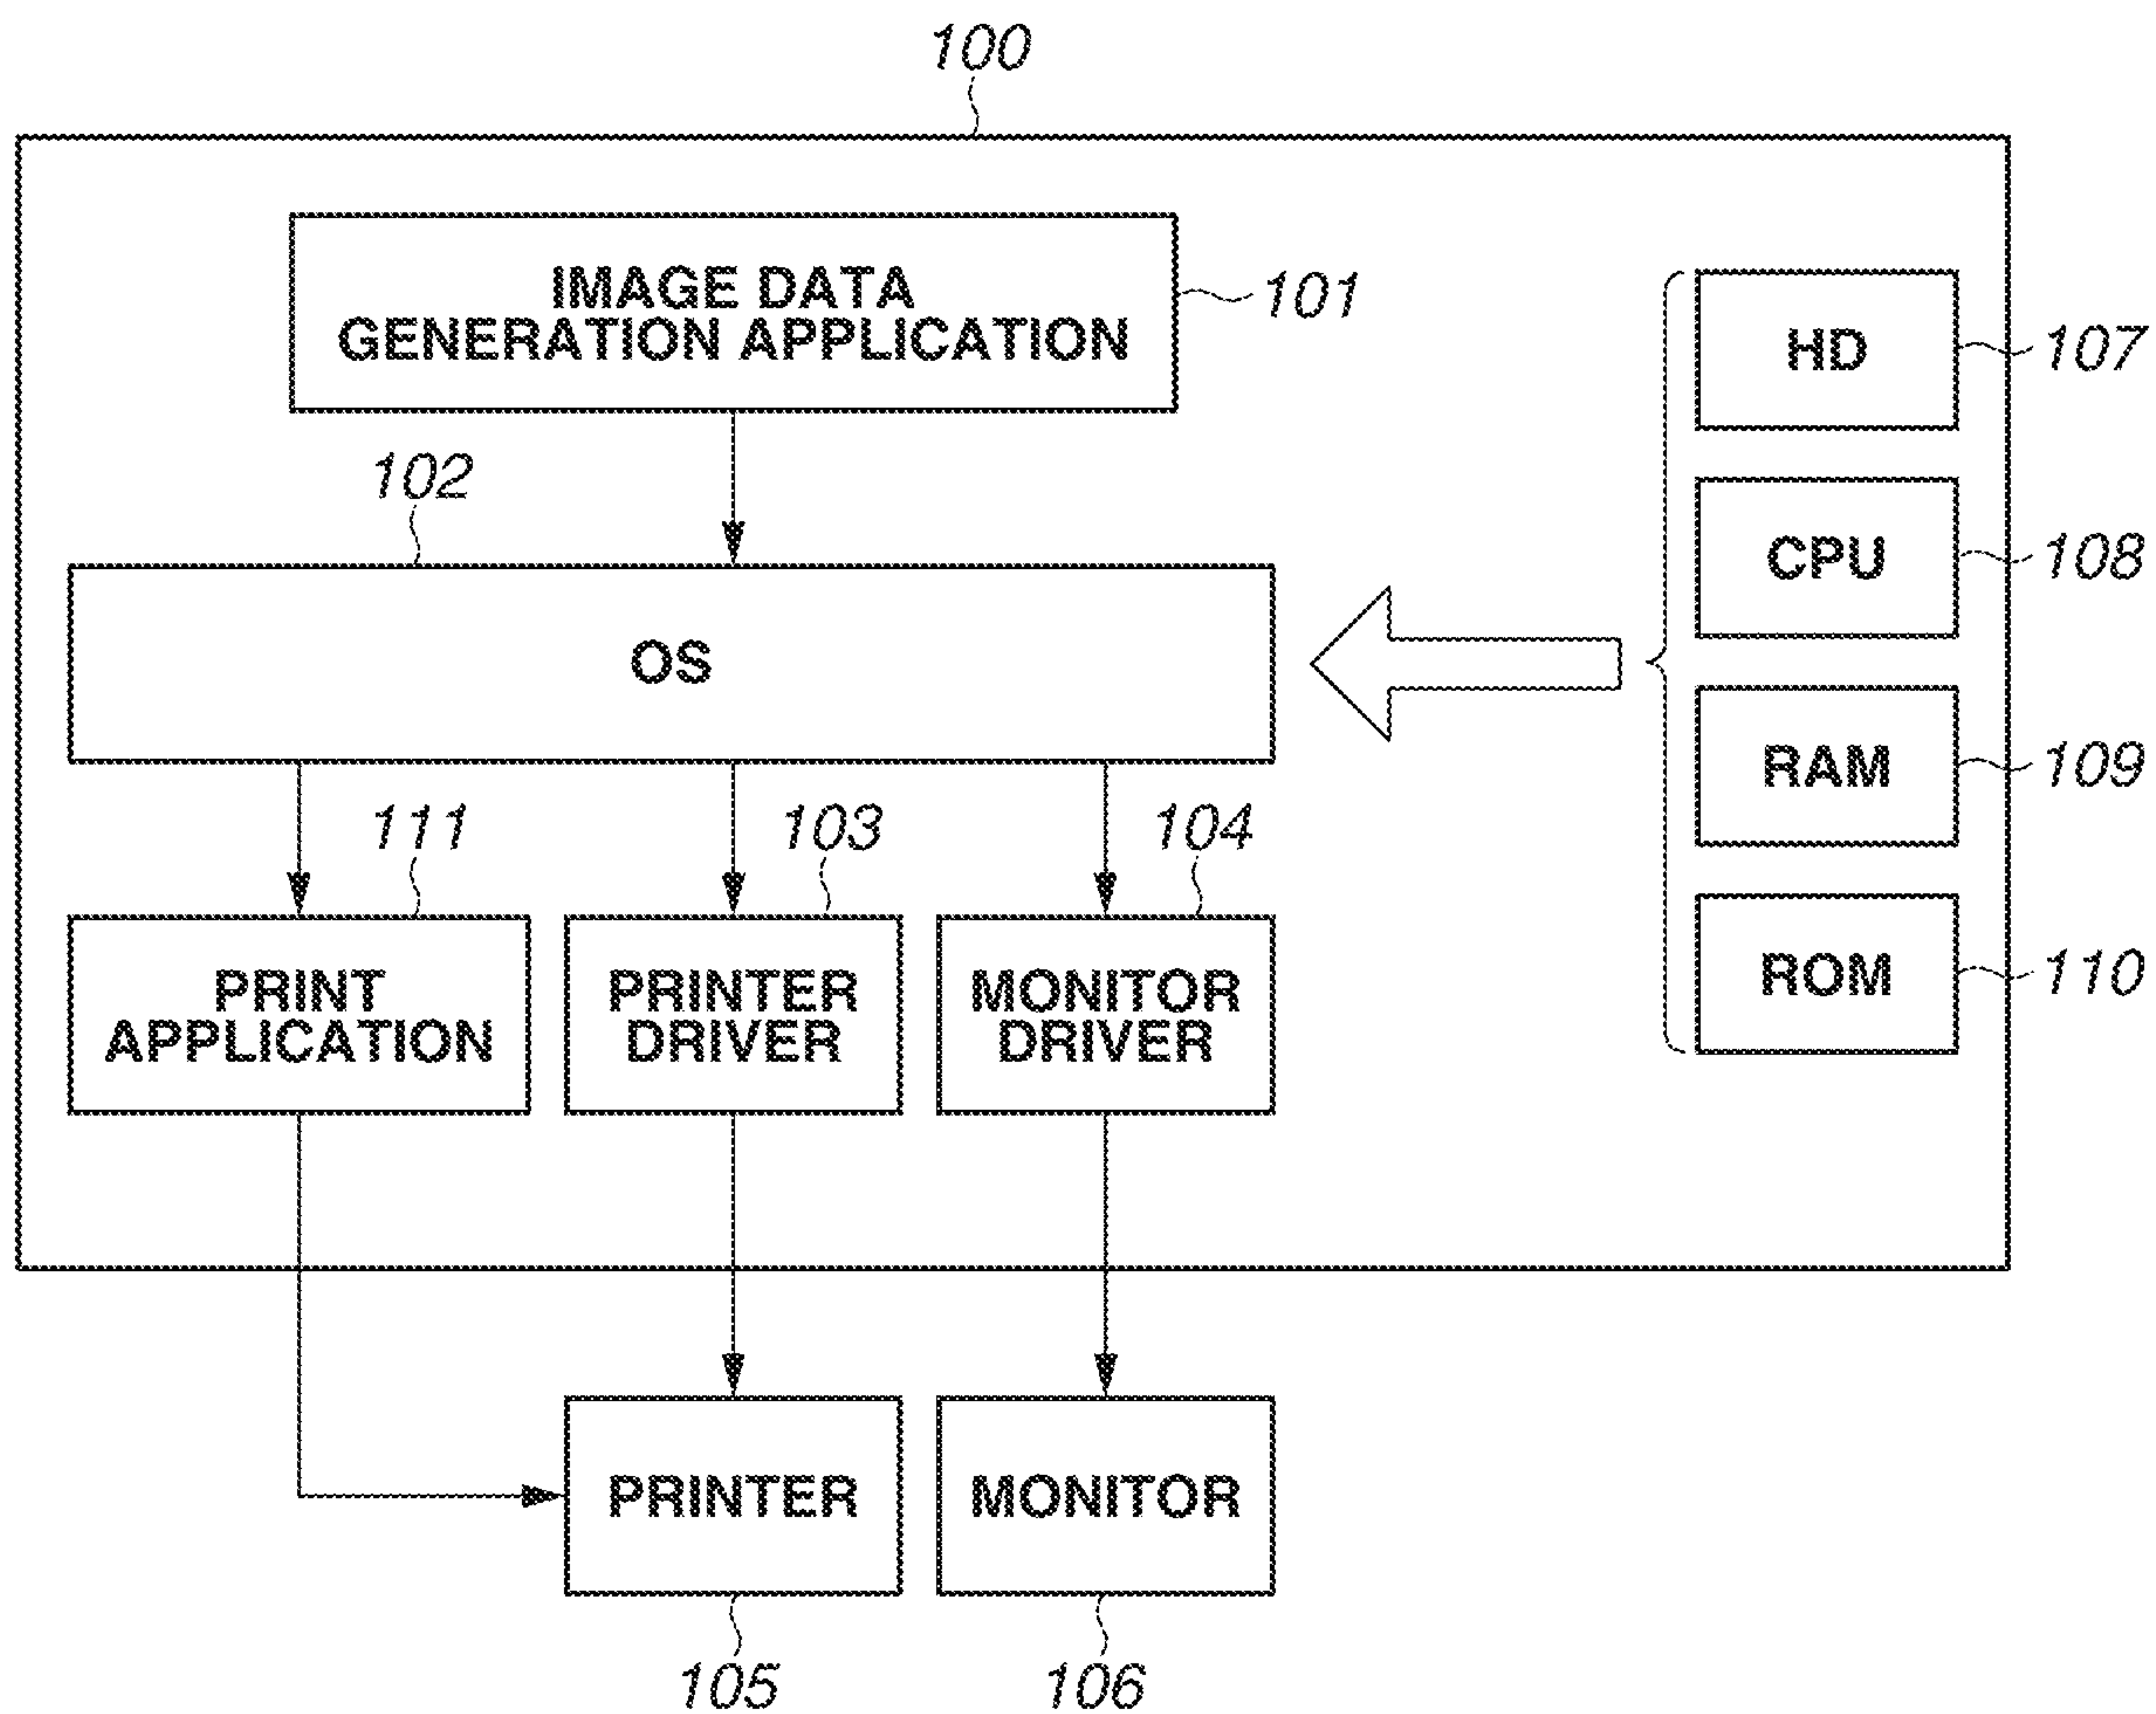 100
IMAGE DATA
GENERATION APPLICATION
101
HD
107
102
CPU
108
OS
RAM
109
111
103
104
PRINT
APPLICATION
PRINTER
DRIVER
MONITOR
DRIVER
ROM
110
PRINTER
MONITOR
105
106